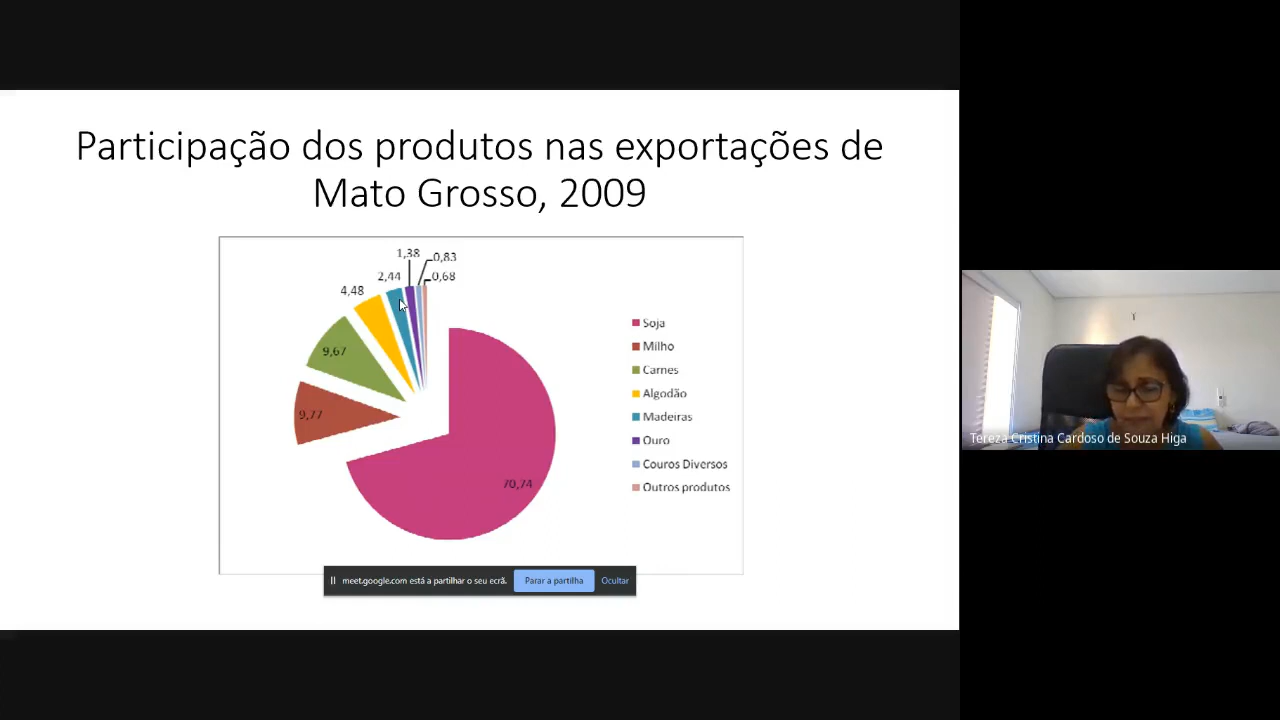 Participação dos produtos nas exportações de
Mato Grosso, 2009
1,38
0,83
2,44
0,68
4,48
9,67
9,77
70,74
Soja
Milho
Carnes
Algodão
Madeiras
Ouro
Couros Diversos
Outros produtos
meet.google.com está a partilhar o seu ecrã.
Parar a partilha
Ocultar
Tereza Cristina Cardoso de Souza Higa